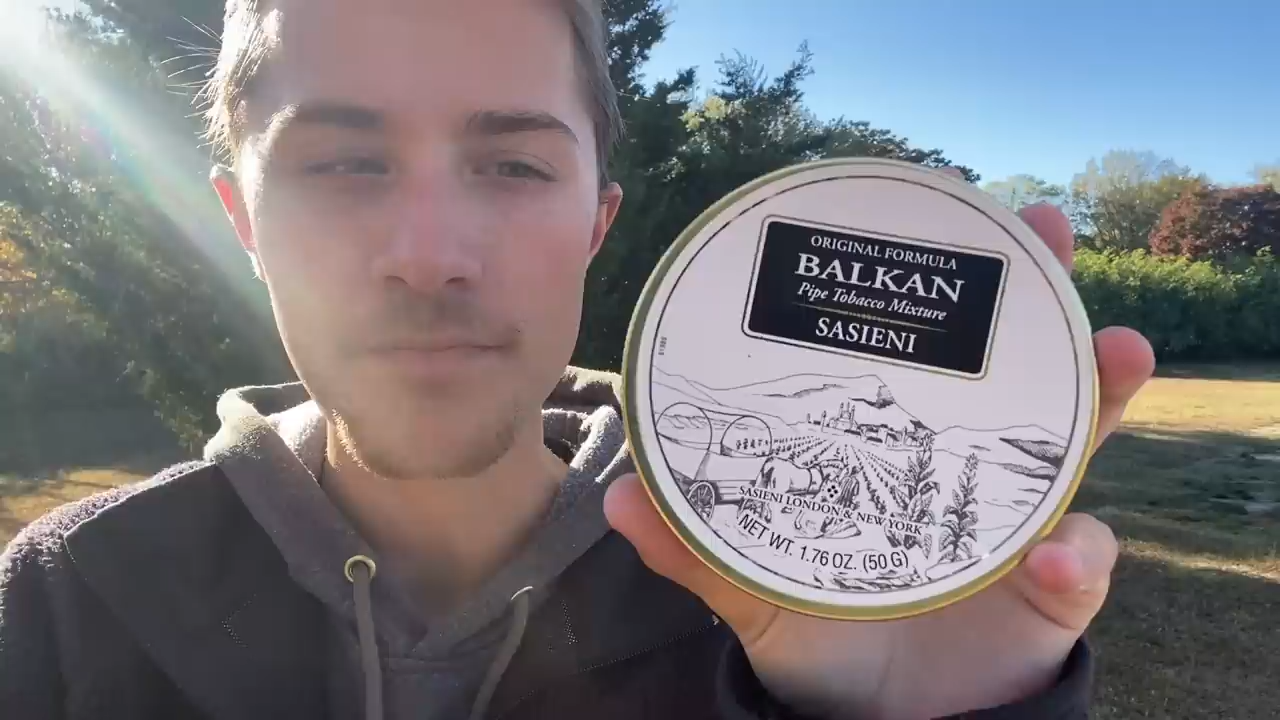 ORIGINAL FORMULA
BALKAN
Pipe Tobacco Mixture
SASIENI
SASIENI LONDON & NEW YORK
NET WT. 1.76 OZ. (50 G)